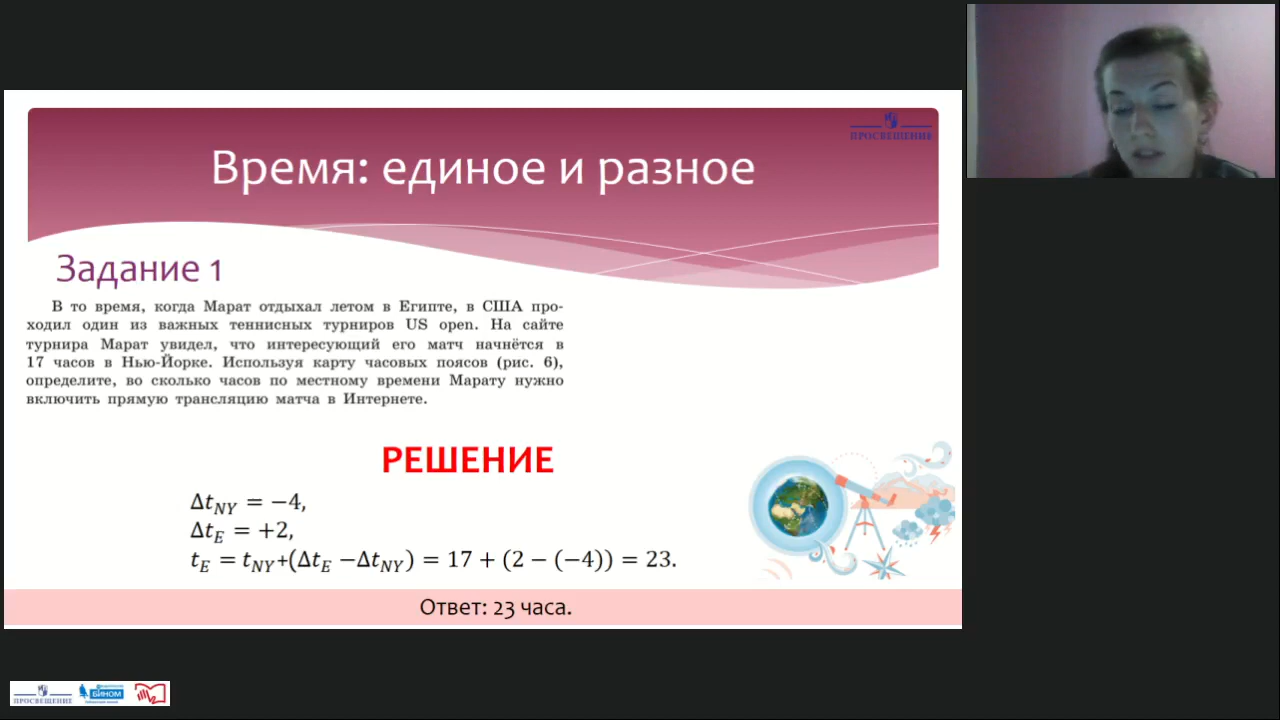 ПРОСВЕЩЕНИЕ
Время: единое и разное
Задание 1
В то время, когда Марат отдыхал летом в Египте, в США про-
ходил один из важных теннисных турниров US open. На сайте
турнира Марат увидел, что интересующий его матч начнётся в
17 часов в Нью-Йорке. Используя карту часовых поясов (рис. 6),
определите, во сколько часов по местному времени Марату нужно
включить прямую трансляцию матча в Интернете.
РЕШЕНИЕ
Δt_NY = −4,
Δt_E = +2,
t_E = t_NY+(Δt_E −Δt_NY) = 17 + (2 − (−4)) = 23.
Ответ: 23 часа.
ПРОСВЕЩЕНИЕ
БИНОМ